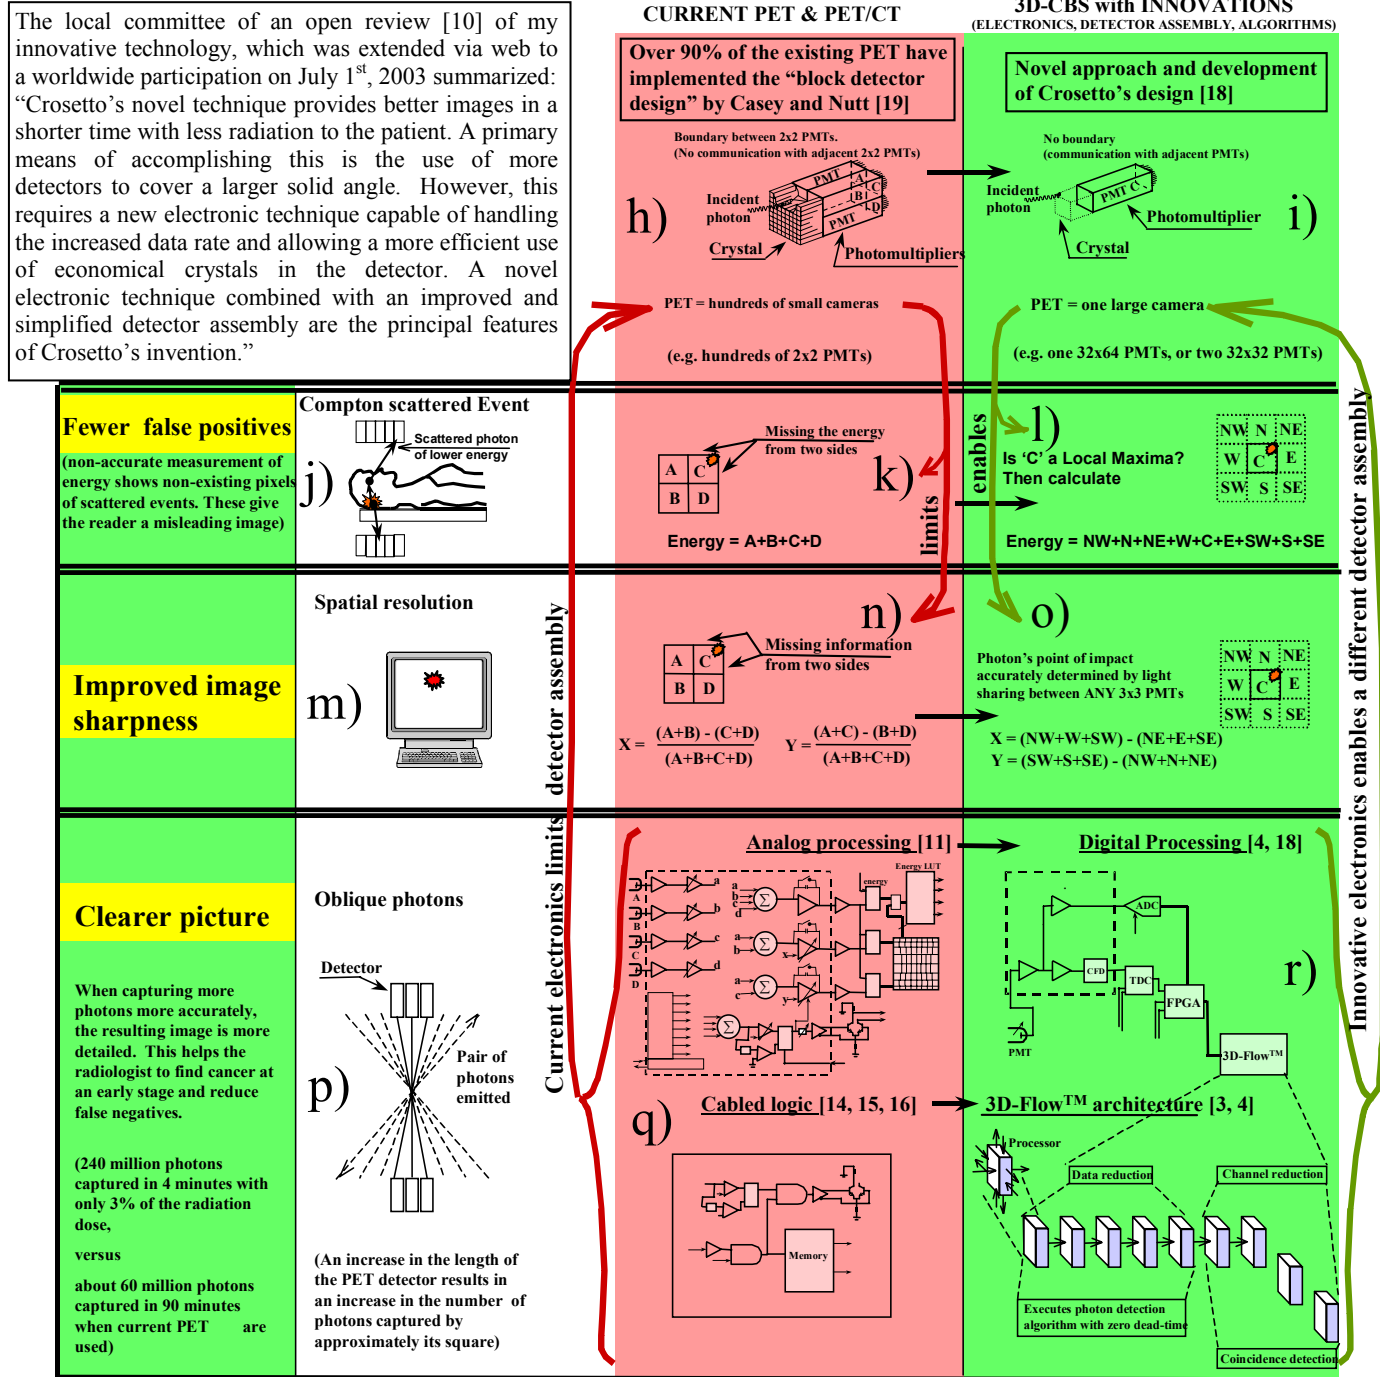 The local committee of an open review [10] of my
innovative technology, which was extended via web to
a worldwide participation on July 1st, 2003 summarized:
“Crosetto’s novel technique provides better images in a
shorter time with less radiation to the patient. A primary
means of accomplishing this is the use of more
detectors to cover a larger solid angle. However, this
requires a new electronic technique capable of handling
the increased data rate and allowing a more efficient use
of economical crystals in the detector. A novel
electronic technique combined with an improved and
simplified detector assembly are the principal features
of Crosetto’s invention.”
CURRENT PET & PET/CT
3D-CBS with INNOVATIONS
(ELECTRONICS, DETECTOR ASSEMBLY, ALGORITHMS)
Over 90% of the existing PET have
implemented the “block detector
design” by Casey and Nutt [19]
Novel approach and development
of Crosetto’s design [18]
Boundary between 2x2 PMTs.
(No communication with adjacent 2x2 PMTs)
PMT
A
C
B
D
PMT
Incident
photon
h)
Crystal
Photomultipliers
No boundary
(communication with adjacent PMTs)
Incident
photon
PMT C
Photomultiplier
i)
Crystal
PET = hundreds of small cameras
(e.g. hundreds of 2x2 PMTs)
PET = one large camera
(e.g. one 32x64 PMTs, or two 32x32 PMTs)
Fewer false positives
(non-accurate measurement of
energy shows non-existing pixels
of scattered events. These give
the reader a misleading image)
Compton scattered Event
Scattered photon
of lower energy
j)
Missing the energy
from two sides
A C
B D
k)
Energy = A+B+C+D
limits
enables
l)
Is ‘C’ a Local Maxima?
Then calculate
NW N NE
W C E
SW S SE
Energy = NW+N+NE+W+C+E+SW+S+SE
Improved image
sharpness
Spatial resolution
m)
n)
Missing information
from two sides
A C
B D
X = (A+B) - (C+D)
(A+B+C+D)
Y = (A+C) - (B+D)
(A+B+C+D)
o)
Photon’s point of impact
accurately determined by light
sharing between ANY 3x3 PMTs
NW N NE
W C E
SW S SE
X = (NW+W+SW) - (NE+E+SE)
Y = (SW+S+SE) - (NW+N+NE)
Current electronics limits detector assembly
Innovative electronics enables a different detector assembly
Clearer picture
When capturing more
photons more accurately,
the resulting image is more
detailed. This helps the
radiologist to find cancer at
an early stage and reduce
false negatives.
(240 million photons
captured in 4 minutes with
only 3% of the radiation
dose,
versus
about 60 million photons
captured in 90 minutes
when current PET are
used)
Oblique photons
Detector
Pair of
photons
emitted
p)
(An increase in the length of
the PET detector results in
an increase in the number of
photons captured by
approximately its square)
Analog processing [11]
Energy LUT
energy
A
a
B
b
C
c
D
d
a
b
c
d
Σ
a
b
Σ
x
a
c
Σ
y
Σ
Cabled logic [14, 15, 16]
q)
Memory
Digital Processing [4, 18]
ADC
CFD
TDC
FPGA
PMT
3D-Flow™
r)
3D-Flow™ architecture [3, 4]
Processor
Data reduction
Channel reduction
Executes photon detection
algorithm with zero dead-time
Coincidence detection